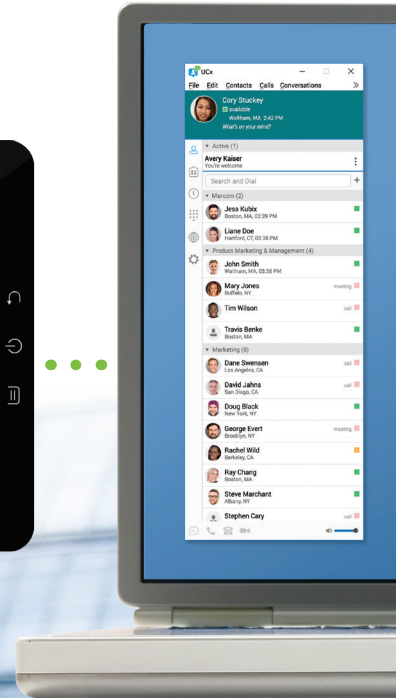 UCx
File Edit Contacts Calls Conversations
Cory Stuckey
available
Waltham, MA 2:42 PM
What's on your mind?
Active (1)
Avery Kaiser
You're welcome
Search and Dial
Marcom (2)
Jess Kubix
Boston, MA, 03:39 PM
Liane Doe
Hartford, CT, 03:38 PM
Product Marketing & Management (4)
John Smith
Waltham, MA, 03:38 PM
Mary Jones meeting
Buffalo, NY
Tim Wilson call
Travis Benke
Boston, MA
Marketing (9)
Dane Swensen call
Los Angeles, CA
David Jahns call
San Diego, CA
Doug Black
New York, NY
George Evert meeting
Brooklyn, NY
Rachel Wild
Berkeley, CA
Ray Chang
Boston, MA
Steve Marchant
Albany, NY
Stephen Cary call